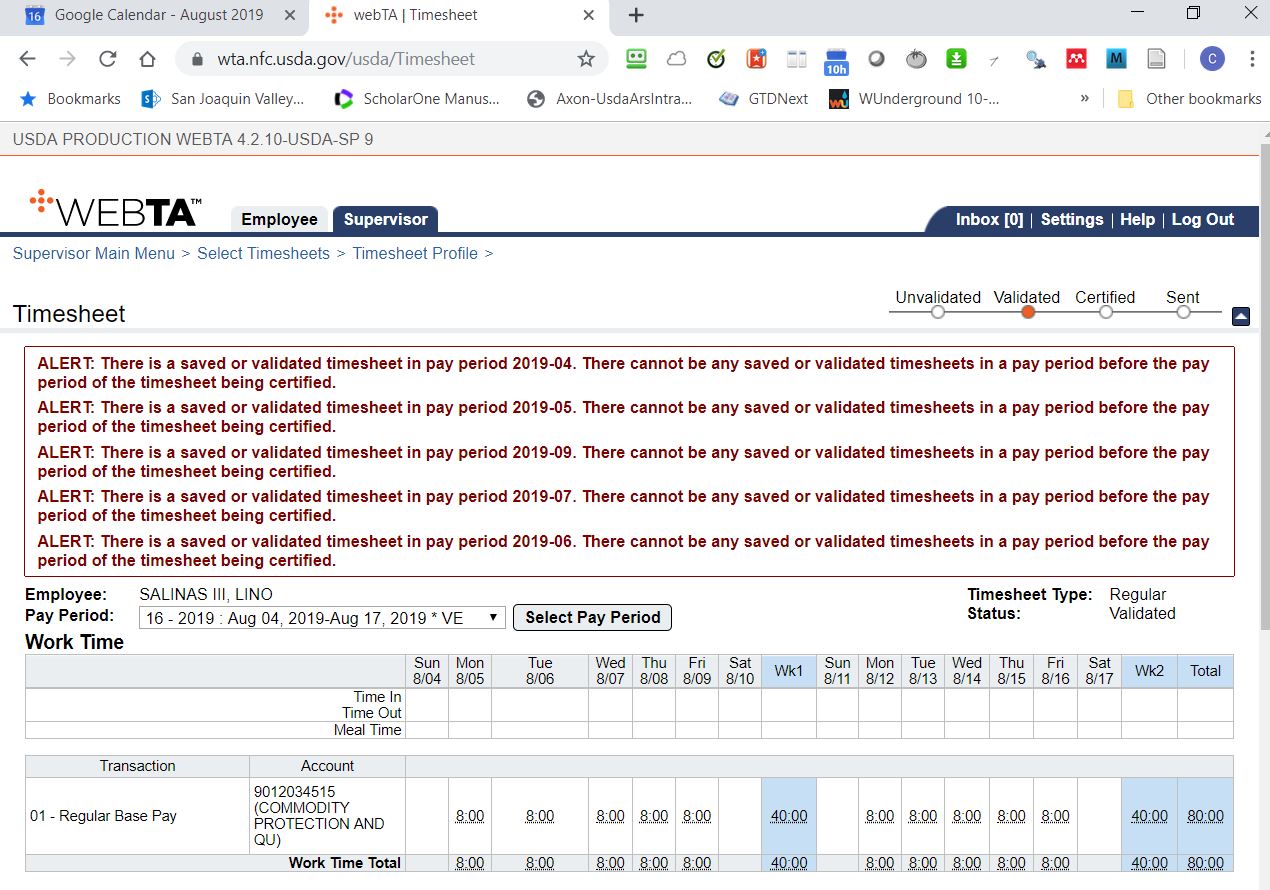 16 Google Calendar - August 2019
webTA | Timesheet
wta.nfc.usda.gov/usda/Timesheet
10h
M
C
Bookmarks
San Joaquin Valley...
ScholarOne Manus...
Axon-UsdaArsIntra...
GTDNext
WUnderground 10-...
»
Other bookmarks
USDA PRODUCTION WEBTA 4.2.10-USDA-SP 9
WEBTA™
Employee
Supervisor
Inbox [0] | Settings | Help | Log Out
Supervisor Main Menu > Select Timesheets > Timesheet Profile >
Unvalidated Validated Certified Sent
Timesheet
ALERT: There is a saved or validated timesheet in pay period 2019-04. There cannot be any saved or validated timesheets in a pay period before the pay
period of the timesheet being certified.
ALERT: There is a saved or validated timesheet in pay period 2019-05. There cannot be any saved or validated timesheets in a pay period before the pay
period of the timesheet being certified.
ALERT: There is a saved or validated timesheet in pay period 2019-09. There cannot be any saved or validated timesheets in a pay period before the pay
period of the timesheet being certified.
ALERT: There is a saved or validated timesheet in pay period 2019-07. There cannot be any saved or validated timesheets in a pay period before the pay
period of the timesheet being certified.
ALERT: There is a saved or validated timesheet in pay period 2019-06. There cannot be any saved or validated timesheets in a pay period before the pay
period of the timesheet being certified.
Employee: SALINAS III, LINO
Pay Period: 16 - 2019 : Aug 04, 2019-Aug 17, 2019 * VE Select Pay Period
Timesheet Type: Regular
Status: Validated
Work Time
Sun Mon Tue Wed Thu Fri Sat Wk1 Sun Mon Tue Wed Thu Fri Sat Wk2 Total
8/04 8/05 8/06 8/07 8/08 8/09 8/10 8/11 8/12 8/13 8/14 8/15 8/16 8/17
Time In
Time Out
Meal Time
Transaction Account
01 - Regular Base Pay
9012034515
(COMMODITY
PROTECTION AND
QU)
8:00 8:00 8:00 8:00 8:00 40:00 8:00 8:00 8:00 8:00 8:00 40:00 80:00
Work Time Total 8:00 8:00 8:00 8:00 8:00 40:00 8:00 8:00 8:00 8:00 8:00 40:00 80:00